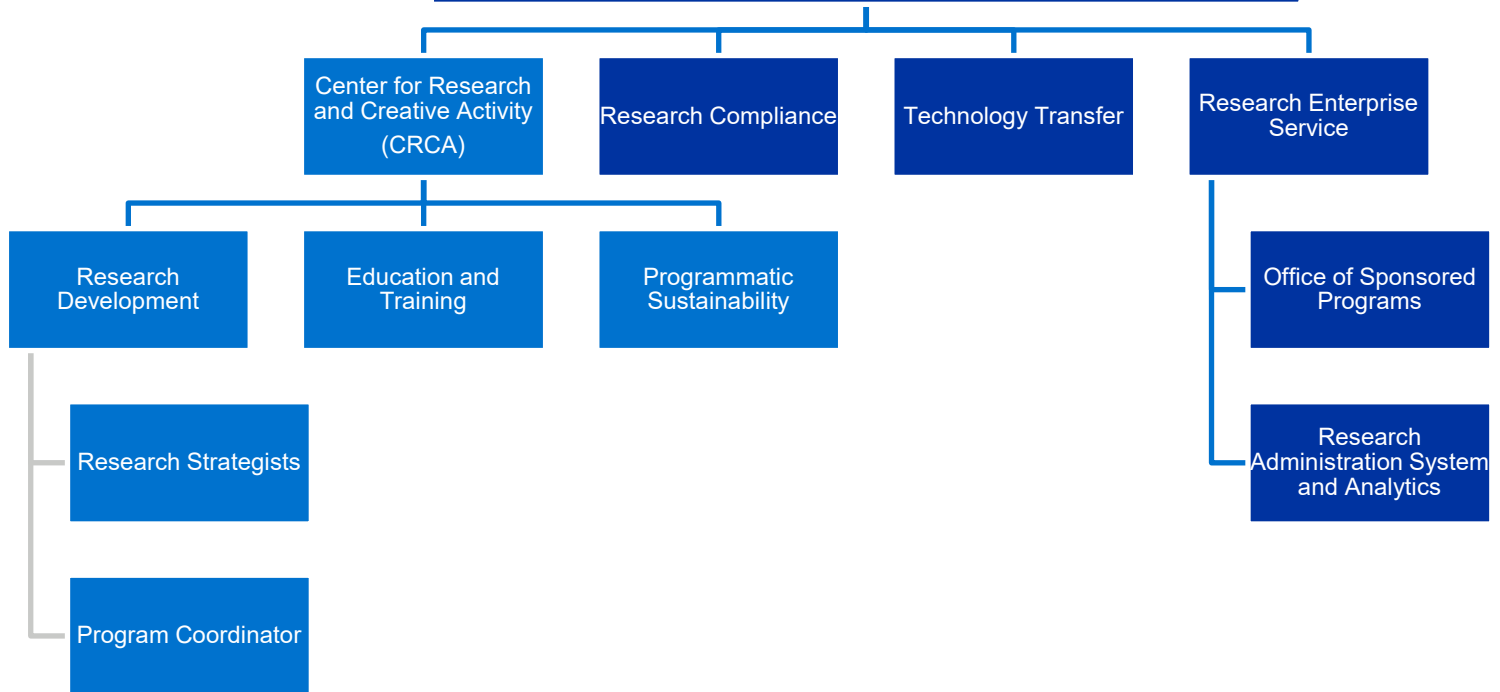 Center for Research
and Creative Activity
(CRCA)
Research Compliance
Technology Transfer
Research Enterprise
Service
Research
Development
Education and
Training
Programmatic
Sustainability
Office of Sponsored
Programs
Research Strategists
Research
Administration System
and Analytics
Program Coordinator